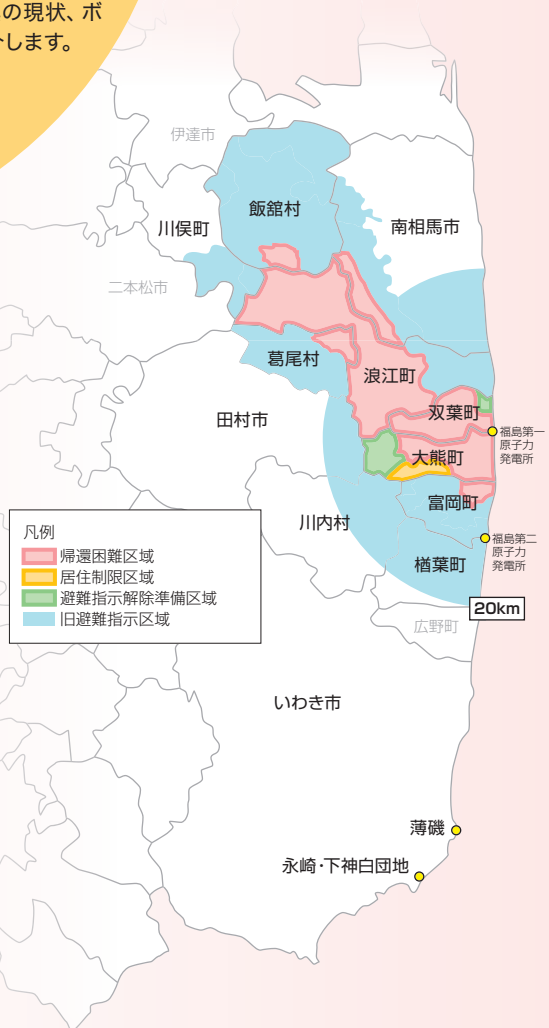 の現状、ボ
介します。
伊達市
飯舘村
川俣町
南相馬市
二本松市
葛尾村
浪江町
田村市
双葉町
福島第一
原子力
発電所
大熊町
富岡町
川内村
福島第二
原子力
発電所
楢葉町
20km
広野町
凡例
帰還困難区域
居住制限区域
避難指示解除準備区域
旧避難指示区域
いわき市
薄磯
永崎・下神白団地